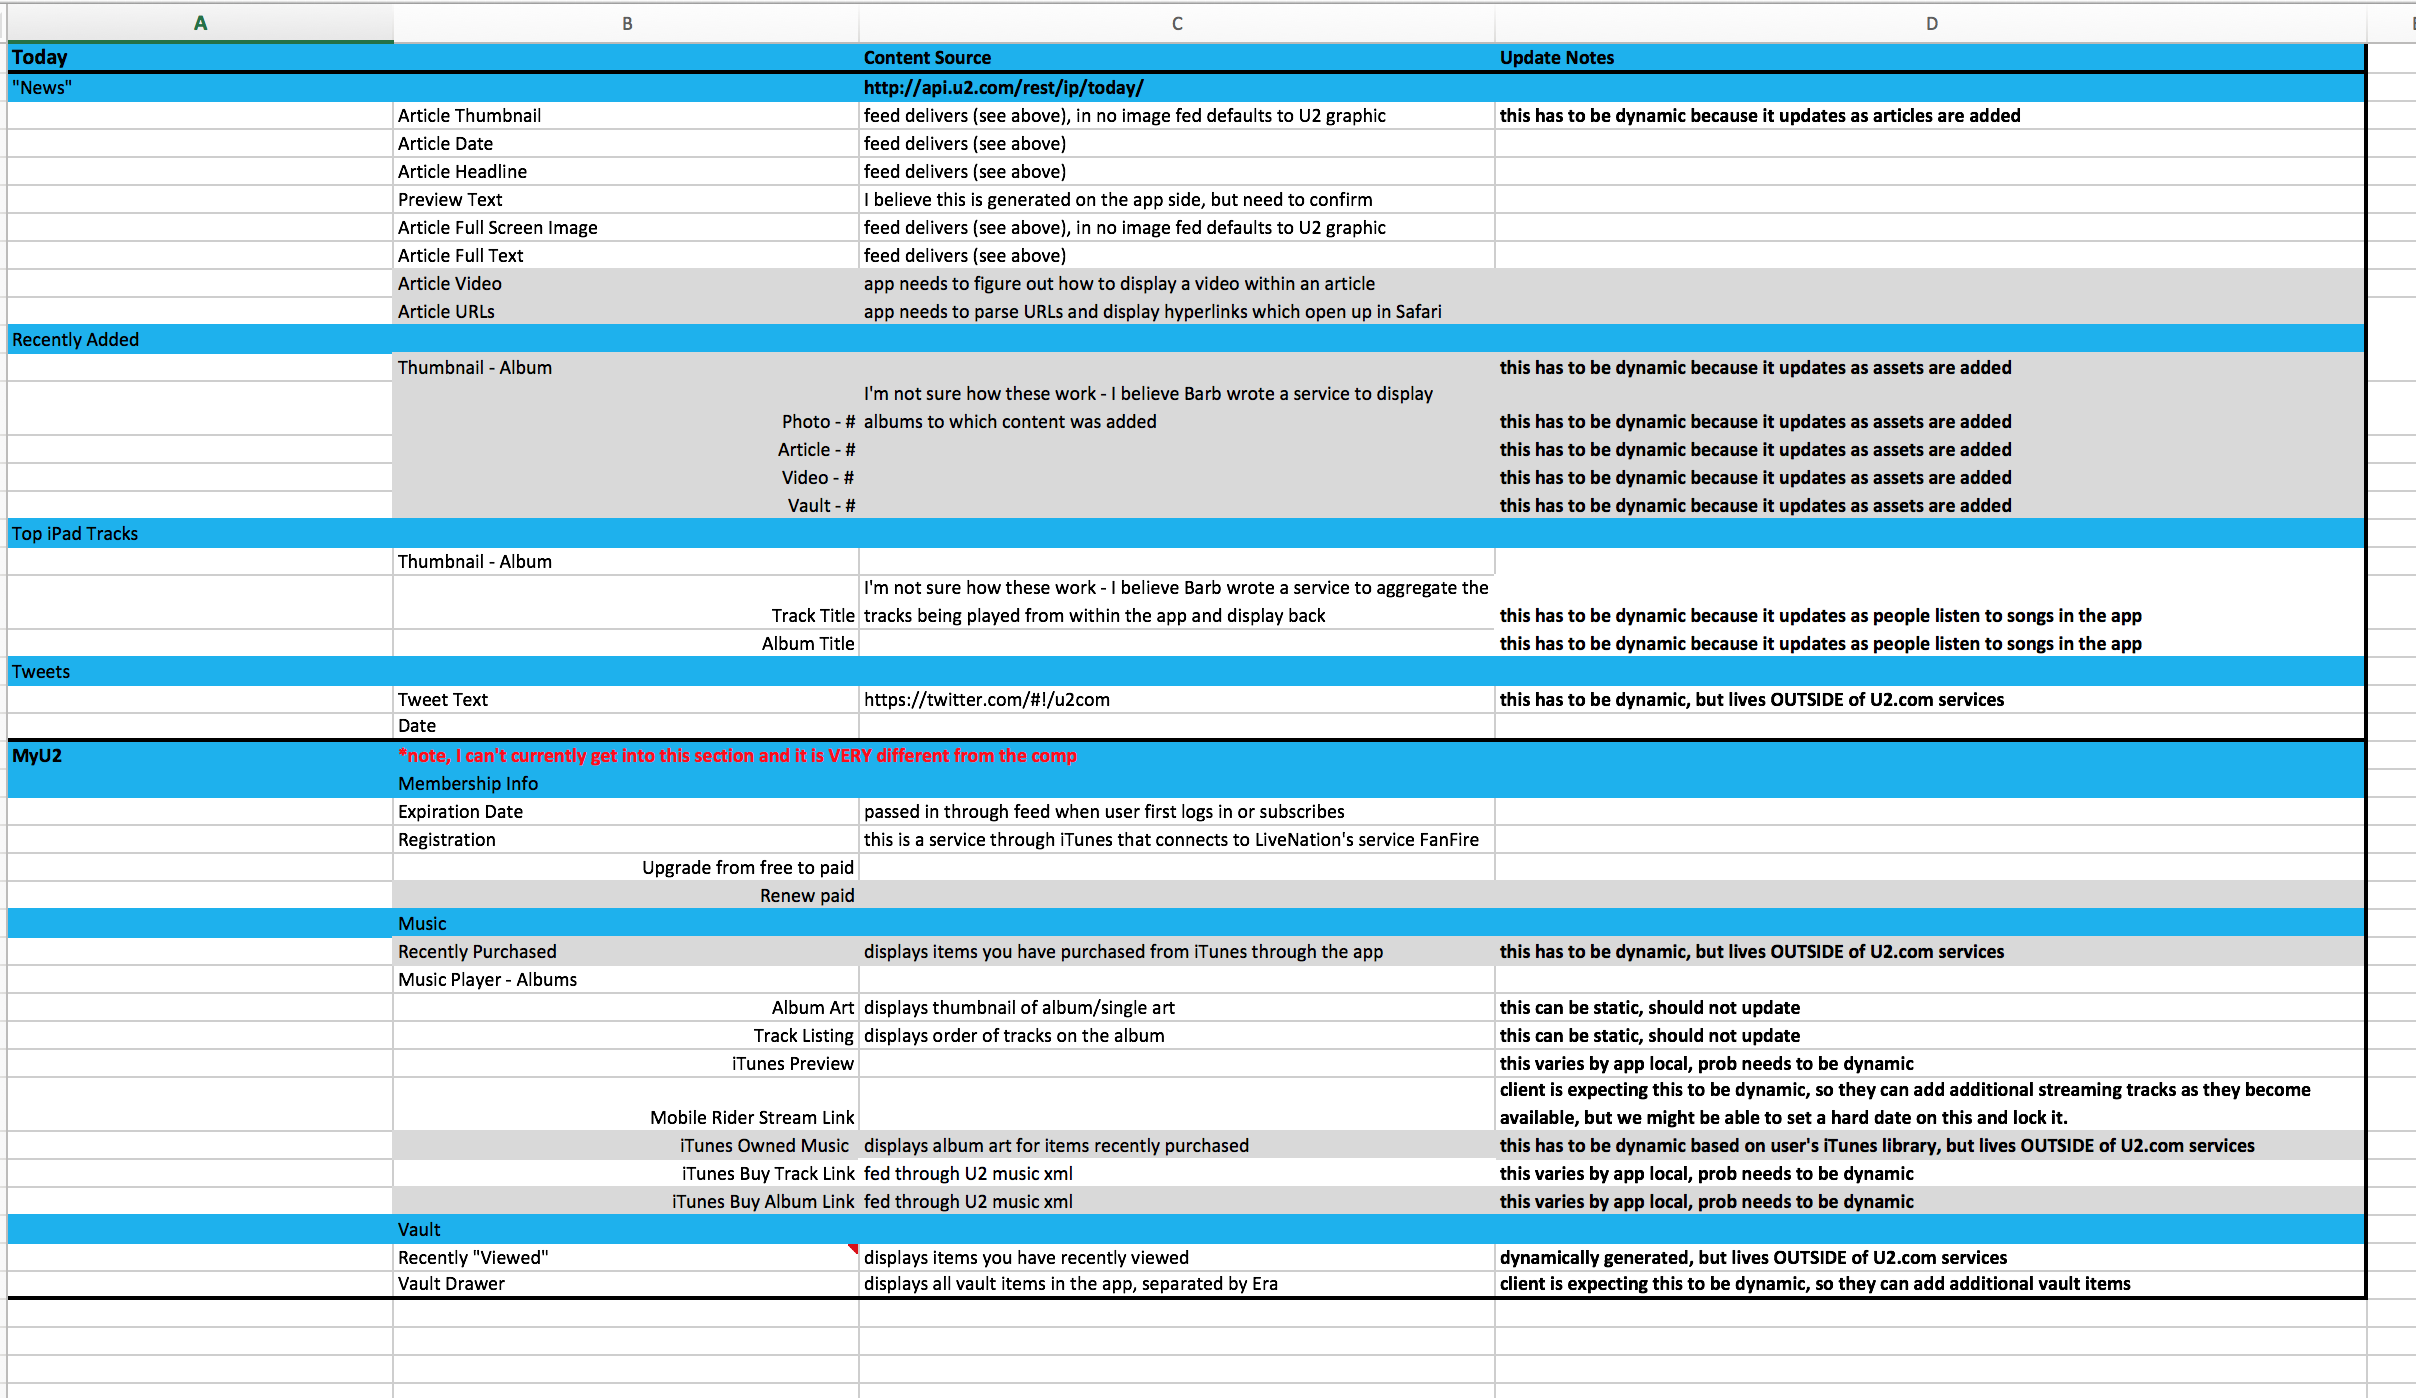 A B C D
Today Content Source Update Notes
"News" http://api.u2.com/rest/ip/today/
Article Thumbnail feed delivers (see above), in no image fed defaults to U2 graphic this has to be dynamic because it updates as articles are added
Article Date feed delivers (see above)
Article Headline feed delivers (see above)
Preview Text I believe this is generated on the app side, but need to confirm
Article Full Screen Image feed delivers (see above), in no image fed defaults to U2 graphic
Article Full Text feed delivers (see above)
Article Video app needs to figure out how to display a video within an article
Article URLs app needs to parse URLs and display hyperlinks which open up in Safari
Recently Added
Thumbnail - Album this has to be dynamic because it updates as assets are added
I'm not sure how these work - I believe Barb wrote a service to display
Photo - # albums to which content was added this has to be dynamic because it updates as assets are added
Article - # this has to be dynamic because it updates as assets are added
Video - # this has to be dynamic because it updates as assets are added
Vault - # this has to be dynamic because it updates as assets are added
Top iPad Tracks
Thumbnail - Album
I'm not sure how these work - I believe Barb wrote a service to aggregate the
Track Title tracks being played from within the app and display back this has to be dynamic because it updates as people listen to songs in the app
Album Title this has to be dynamic because it updates as people listen to songs in the app
Tweets
Tweet Text https://twitter.com/#!/u2com this has to be dynamic, but lives OUTSIDE of U2.com services
Date
MyU2 *note, I can't currently get into this section and it is VERY different from the comp
Membership Info
Expiration Date passed in through feed when user first logs in or subscribes
Registration this is a service through iTunes that connects to LiveNation's service FanFire
Upgrade from free to paid
Renew paid
Music
Recently Purchased displays items you have purchased from iTunes through the app this has to be dynamic, but lives OUTSIDE of U2.com services
Music Player - Albums
Album Art displays thumbnail of album/single art this can be static, should not update
Track Listing displays order of tracks on the album this can be static, should not update
iTunes Preview this varies by app local, prob needs to be dynamic
client is expecting this to be dynamic, so they can add additional streaming tracks as they become
Mobile Rider Stream Link available, but we might be able to set a hard date on this and lock it.
iTunes Owned Music displays album art for items recently purchased this has to be dynamic based on user's iTunes library, but lives OUTSIDE of U2.com services
iTunes Buy Track Link fed through U2 music xml this varies by app local, prob needs to be dynamic
iTunes Buy Album Link fed through U2 music xml this varies by app local, prob needs to be dynamic
Vault
Recently "Viewed" displays items you have recently viewed dynamically generated, but lives OUTSIDE of U2.com services
Vault Drawer displays all vault items in the app, separated by Era client is expecting this to be dynamic, so they can add additional vault items